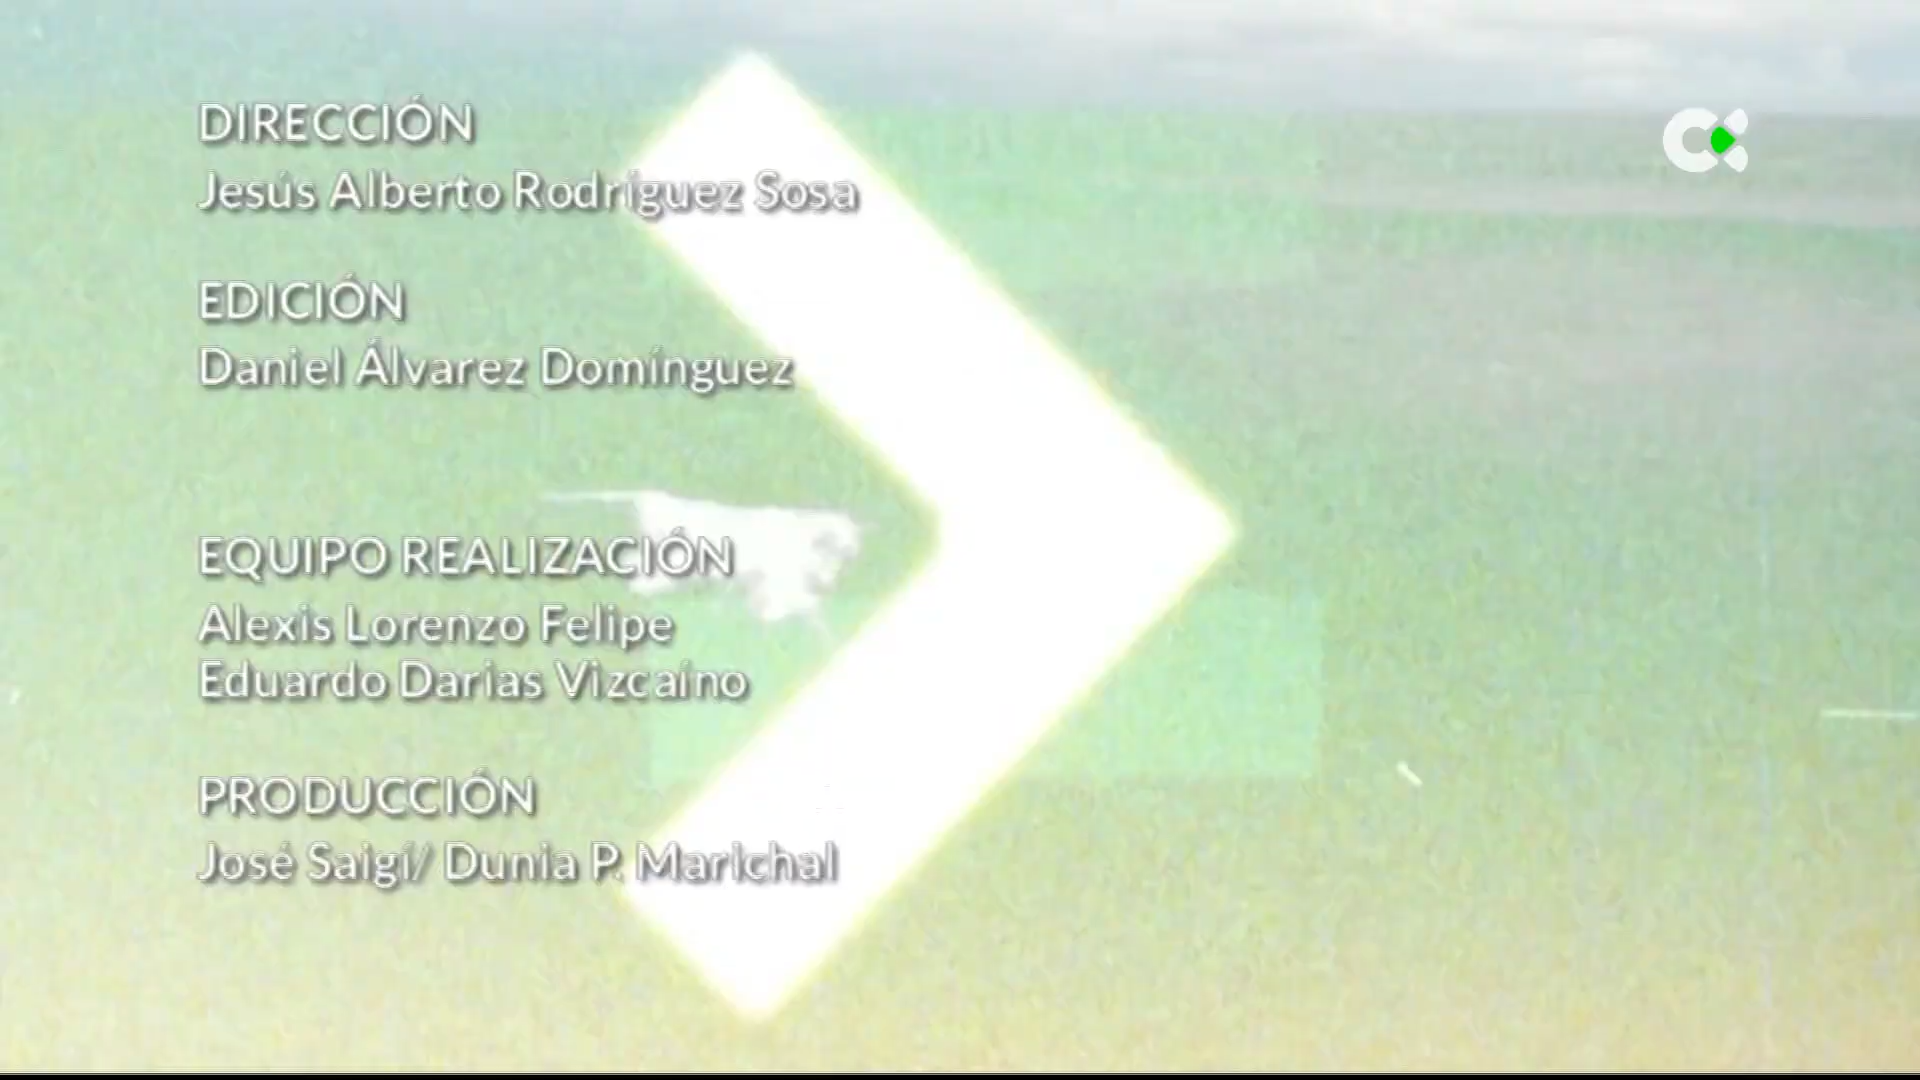 DIRECCIÓN
Jesús Alberto Rodríguez Sosa
EDICIÓN
Daniel Álvarez Domínguez
EQUIPO REALIZACIÓN
Alexis Lorenzo Felipe
Eduardo Darias Vizcaíno
PRODUCCIÓN
José Saigí/ Dunia P. Marichal